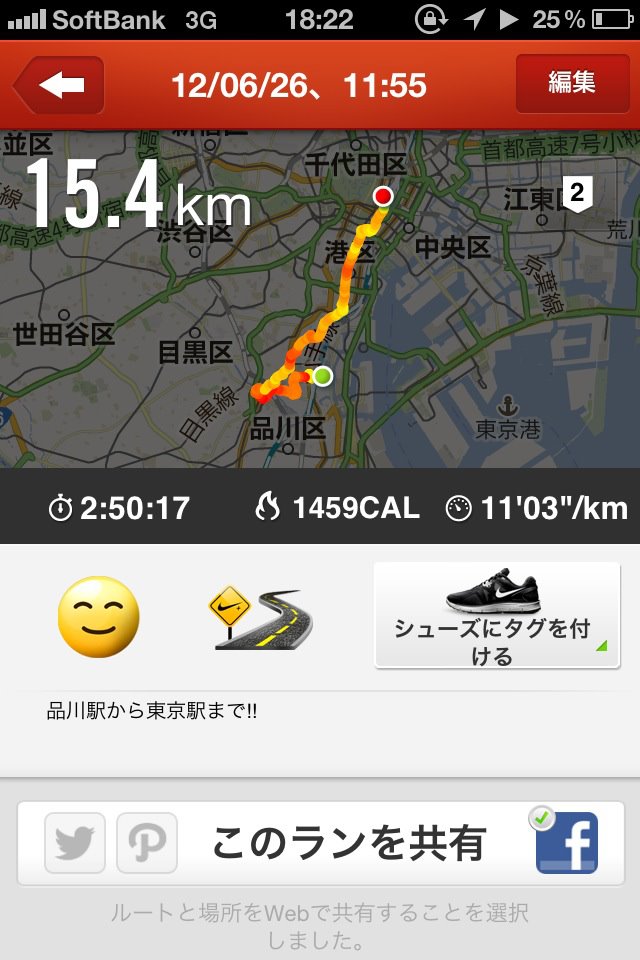 SoftBank 3G 18:22 25%
12/06/26、11:55
編集
並区
千代田区
首都高速7号小
15.4 km
2
江東区
渋谷区
港区
中央区
荒川
京葉線
世田谷区
目黒区
山手線
目黒線
品川区
東京港
2:50:17 1459CAL 11'03"/km
シューズにタグを付
ける
品川駅から東京駅まで!!
このランを共有
ルートと場所をWebで共有することを選択
しました。